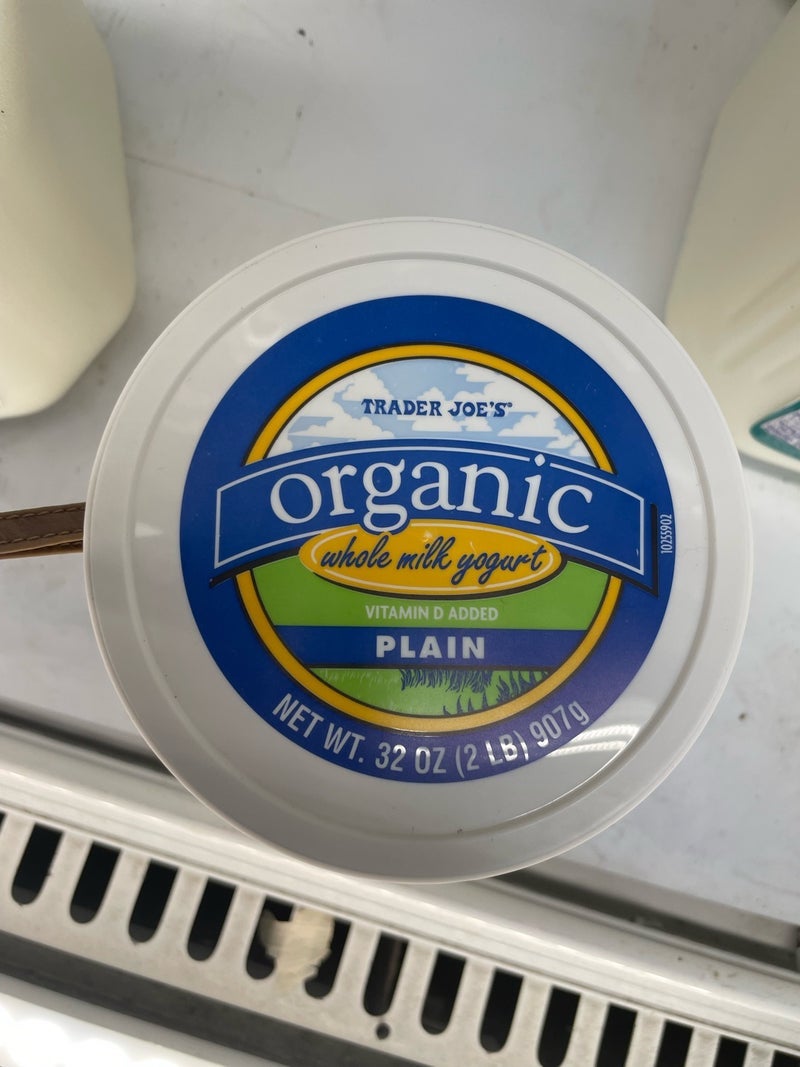 TRADER JOE'S®
organic
whole milk yogurt
VITAMIN D ADDED
PLAIN
NET WT. 32 OZ (2 LB) 907g
10255902